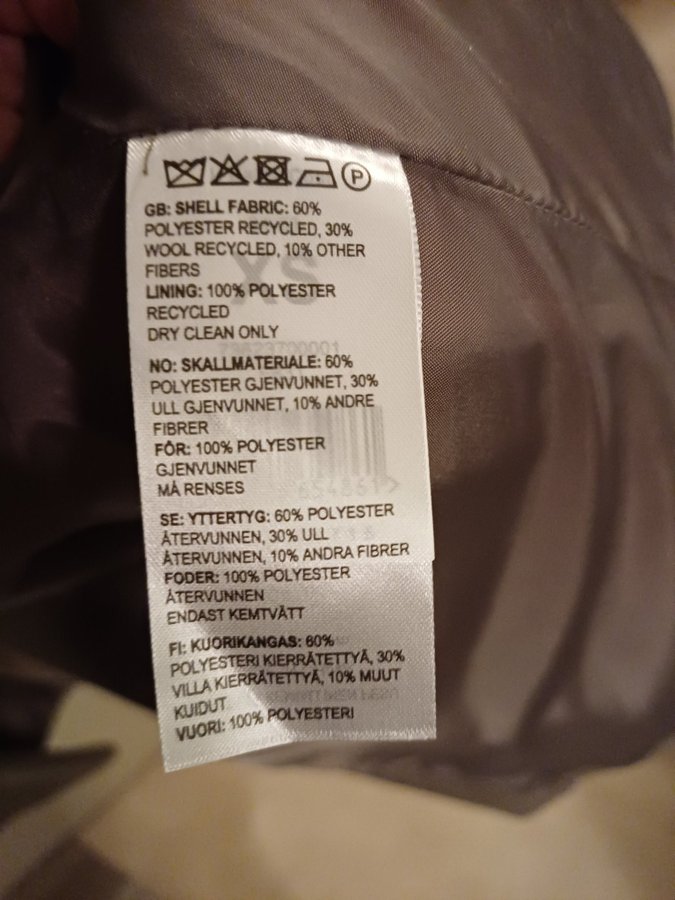 P
GB: SHELL FABRIC: 60%
POLYESTER RECYCLED, 30%
WOOL RECYCLED, 10% OTHER
FIBERS
LINING: 100% POLYESTER
RECYCLED
DRY CLEAN ONLY
NO: SKALLMATERIALE: 60%
POLYESTER GJENVUNNET, 30%
ULL GJENVUNNET, 10% ANDRE
FIBRER
FÔR: 100% POLYESTER
GJENVUNNET
MÅ RENSES
SE: YTTERTYG: 60% POLYESTER
ÅTERVUNNEN, 30% ULL
ÅTERVUNNEN, 10% ANDRA FIBRER
FODER: 100% POLYESTER
ÅTERVUNNEN
ENDAST KEMTVÄTT
FI: KUORIKANGAS: 60%
POLYESTERI KIERRÄTETTYÄ, 30%
VILLA KIERRÄTETTYÄ, 10% MUUT
KUIDUT
VUORI: 100% POLYESTERI
XS